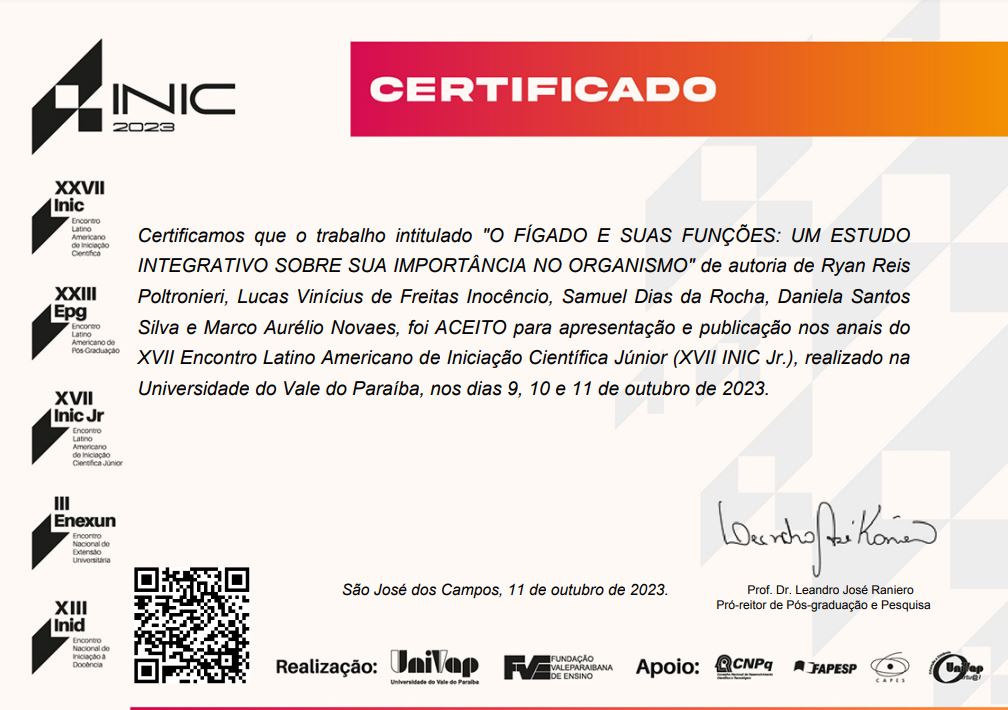 INIC
2023
CERTIFICADO
XXVII
Inic
Encontro
Latino
Americano
de Iniciação
Científica
XXIII
Epg
Encontro
Latino
Americano de
Pós-Graduação
XVII
Inic Jr
Encontro
Latino
Americano
de Iniciação
Científica Júnior
III
Enexun
Encontro
Nacional de
Extensão
Universitária
XIII
Inid
Encontro
Nacional de
Iniciação à
Docência
Certificamos que o trabalho intitulado "O FÍGADO E SUAS FUNÇÕES: UM ESTUDO
INTEGRATIVO SOBRE SUA IMPORTÂNCIA NO ORGANISMO" de autoria de Ryan Reis
Poltronieri, Lucas Vinícius de Freitas Inocêncio, Samuel Dias da Rocha, Daniela Santos
Silva e Marco Aurélio Novaes, foi ACEITO para apresentação e publicação nos anais do
XVII Encontro Latino Americano de Iniciação Científica Júnior (XVII INIC Jr.), realizado na
Universidade do Vale do Paraíba, nos dias 9, 10 e 11 de outubro de 2023.
São José dos Campos, 11 de outubro de 2023.
Prof. Dr. Leandro José Raniero
Pró-reitor de Pós-graduação e Pesquisa
Realização:
UniVap
Universidade do Vale do Paraíba
FVE
FUNDAÇÃO
VALEPARAIBANA
DE ENSINO
Apoio:
CNPq
Conselho Nacional de Desenvolvimento
Científico e Tecnológico
FAPESP
CAPES
UniVap